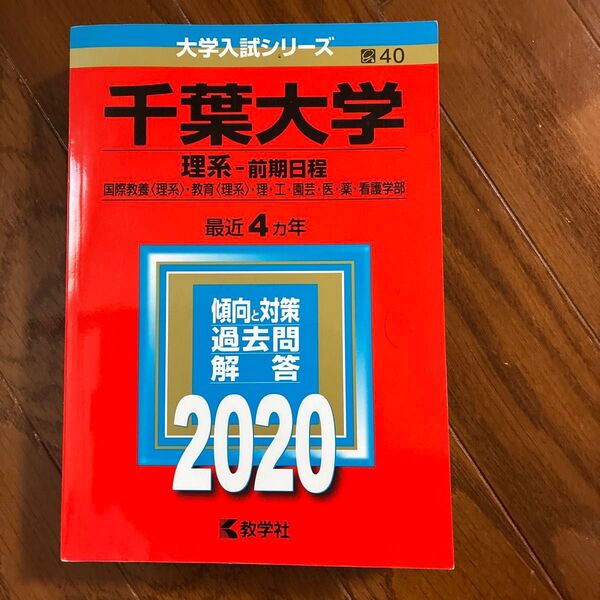 大学入試シリーズ
40
千葉大学
理系-前期日程
国際教養〈理系〉・教育〈理系〉・理・工・園芸・医・薬・看護学部
最近4カ年
傾向と対策
過去問
解答
2020
教学社